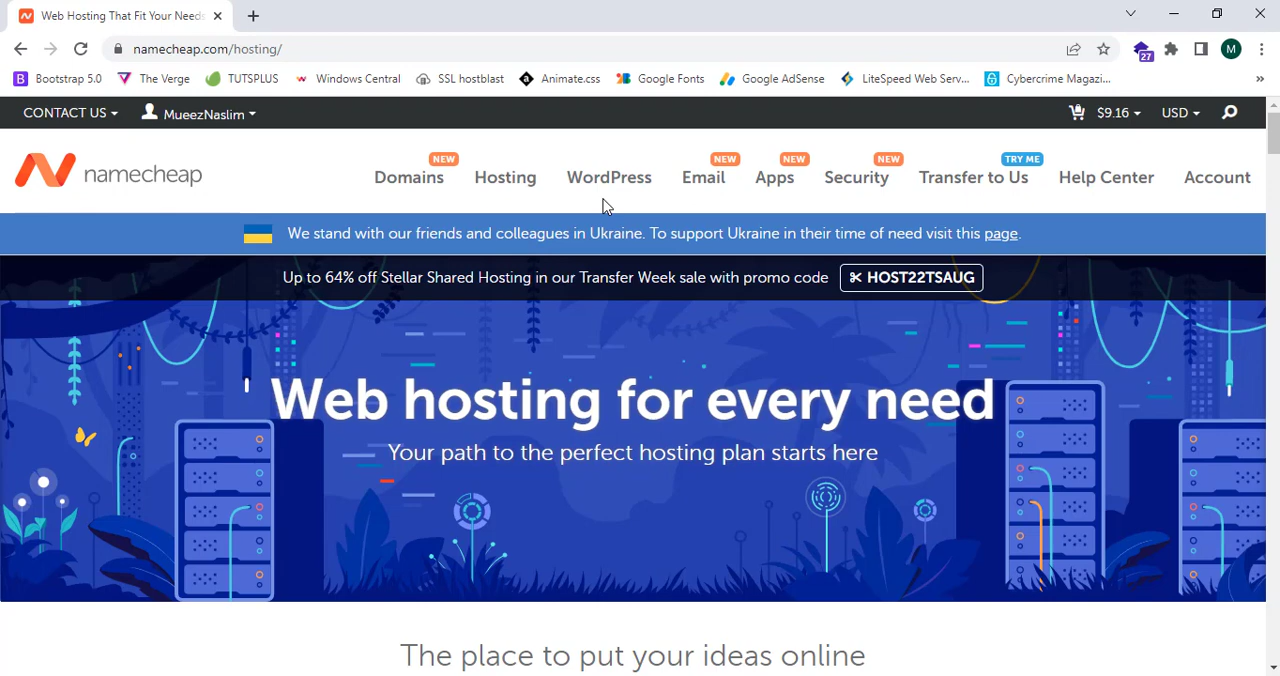 Web Hosting That Fit Your Needs
namecheap.com/hosting/
27
M
Bootstrap 5.0
The Verge
TUTSPLUS
Windows Central
SSL hostblast
Animate.css
Google Fonts
Google AdSense
LiteSpeed Web Serv...
Cybercrime Magazi...
»
CONTACT US
MueezNaslim
$9.16
USD
namecheap
NEW
Domains
Hosting
WordPress
NEW
Email
NEW
Apps
NEW
Security
TRY ME
Transfer to Us
Help Center
Account
We stand with our friends and colleagues in Ukraine. To support Ukraine in their time of need visit this page.
Up to 64% off Stellar Shared Hosting in our Transfer Week sale with promo code HOST22TSAUG
Web hosting for every need
Your path to the perfect hosting plan starts here
The place to put your ideas online